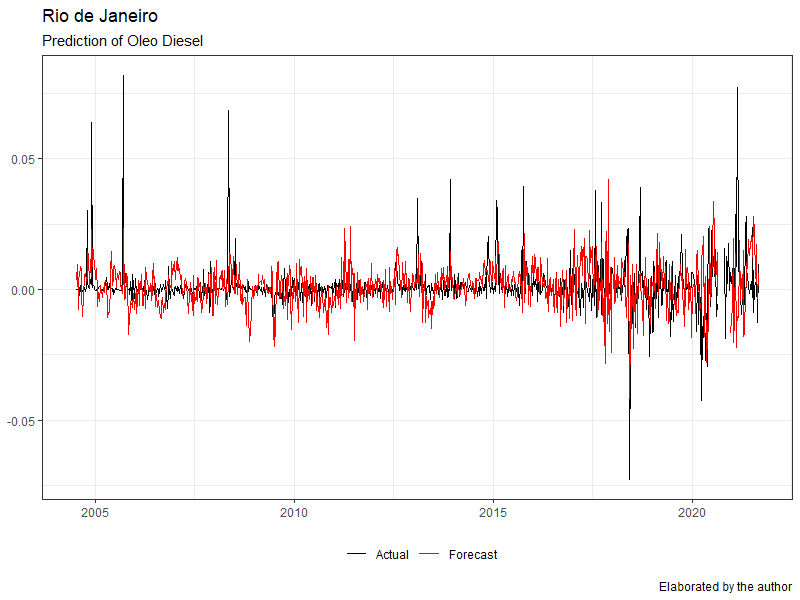 Rio de Janeiro
Prediction of Oleo Diesel
0.05
0.00
-0.05
2005 2010 2015 2020
Actual Forecast
Elaborated by the author